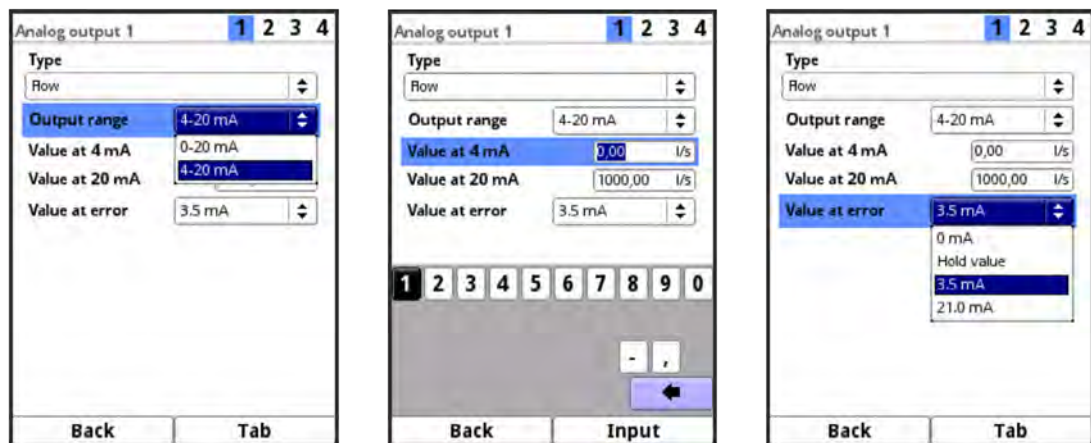 Analog output 1 1 2 3 4
Type
Flow
Output range 4-20 mA
0-20 mA
Value at 4 mA
4-20 mA
Value at 20 mA
Value at error 3.5 mA
Back Tab
Analog output 1 1 2 3 4
Type
Flow
Output range 4-20 mA
Value at 4 mA 0,00 l/s
Value at 20 mA 1000,00 l/s
Value at error 3.5 mA
1 2 3 4 5 6 7 8 9 0
- ,
Back Input
Analog output 1 1 2 3 4
Type
Flow
Output range 4-20 mA
Value at 4 mA 0,00 l/s
Value at 20 mA 1000,00 l/s
Value at error 3.5 mA
0 mA
Hold value
3.5 mA
21.0 mA
Back Tab